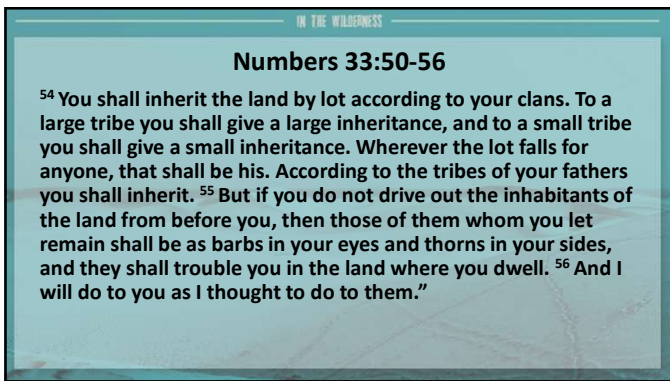 IN THE WILDERNESS
Numbers 33:50-56
54 You shall inherit the land by lot according to your clans. To a
large tribe you shall give a large inheritance, and to a small tribe
you shall give a small inheritance. Wherever the lot falls for
anyone, that shall be his. According to the tribes of your fathers
you shall inherit. 55 But if you do not drive out the inhabitants of
the land from before you, then those of them whom you let
remain shall be as barbs in your eyes and thorns in your sides,
and they shall trouble you in the land where you dwell. 56 And I
will do to you as I thought to do to them.”